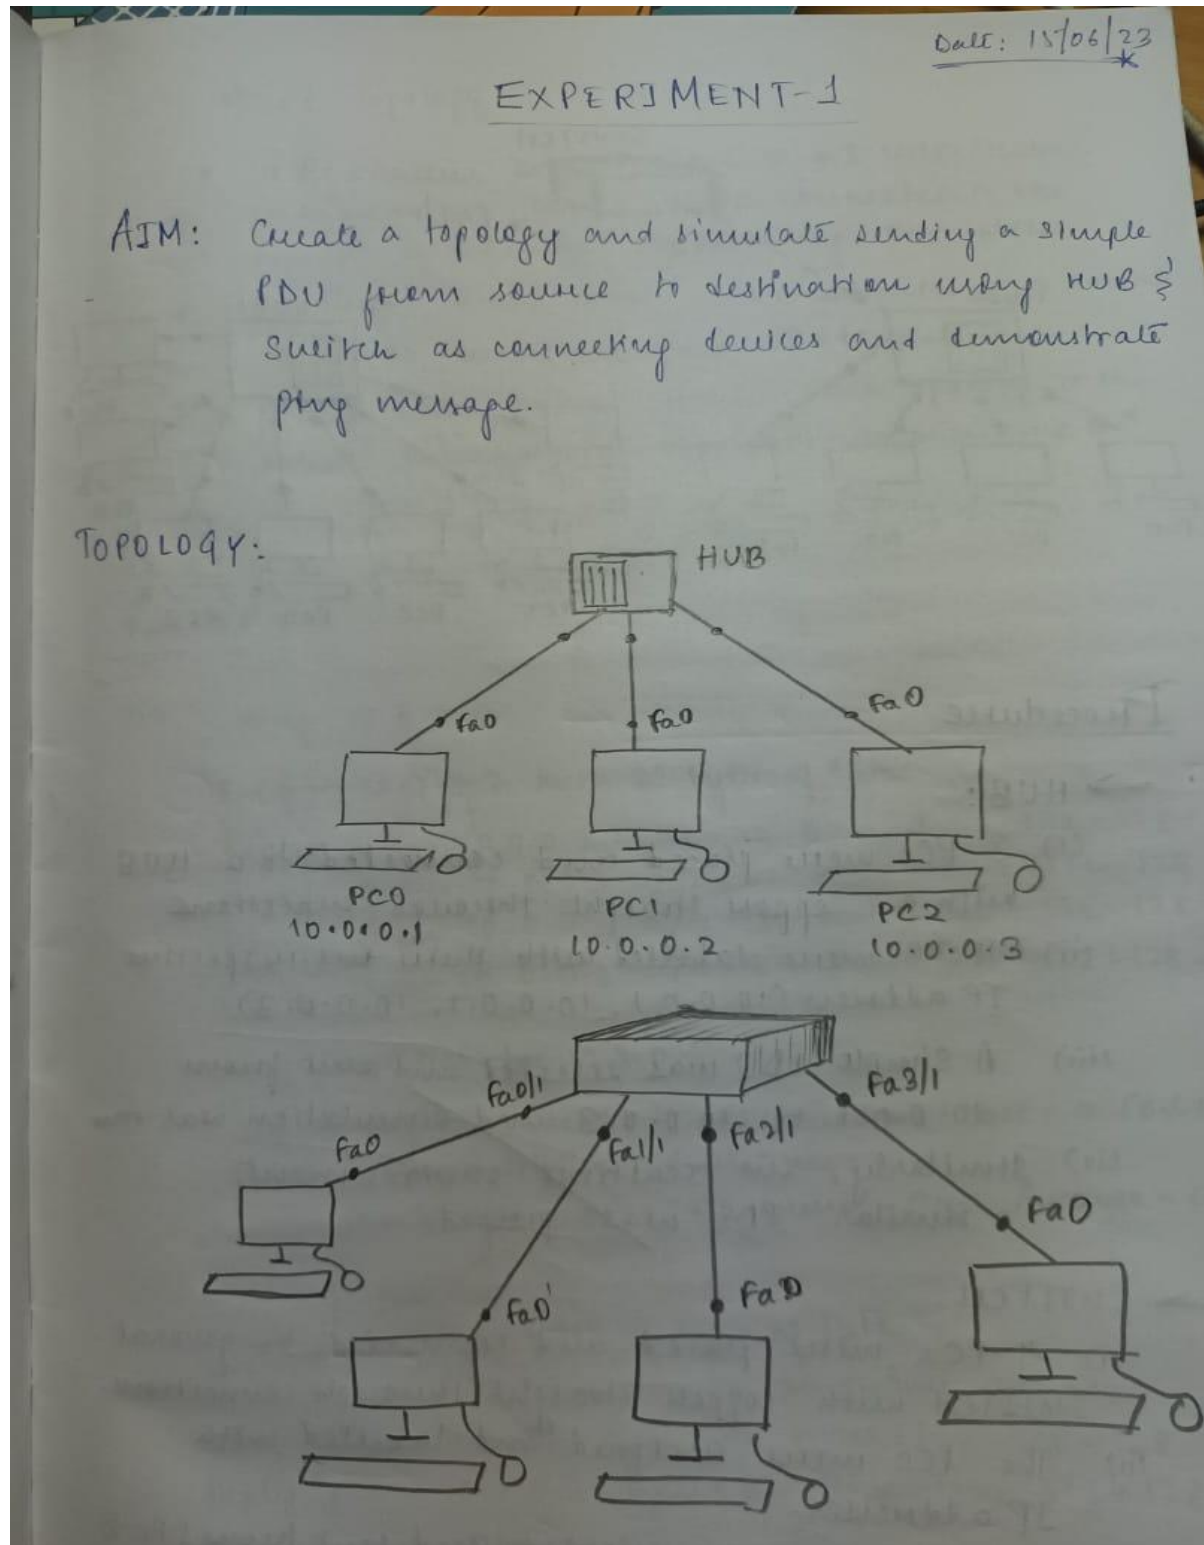 Date: 15/06/23
EXPERIMENT-1
AIM: Create a topology and simulate sending a simple
PDU from source to destination using HUB &
Switch as connecting devices and demonstrate
ping message.
TOPOLOGY:
HUB
Fa0 Fa0 Fa0
PC0 PC1 PC2
10.0.0.1 10.0.0.2 10.0.0.3
Fa0/1 Fa1/1 Fa2/1 Fa3/1
Fa0 Fa0 Fa0 Fa0